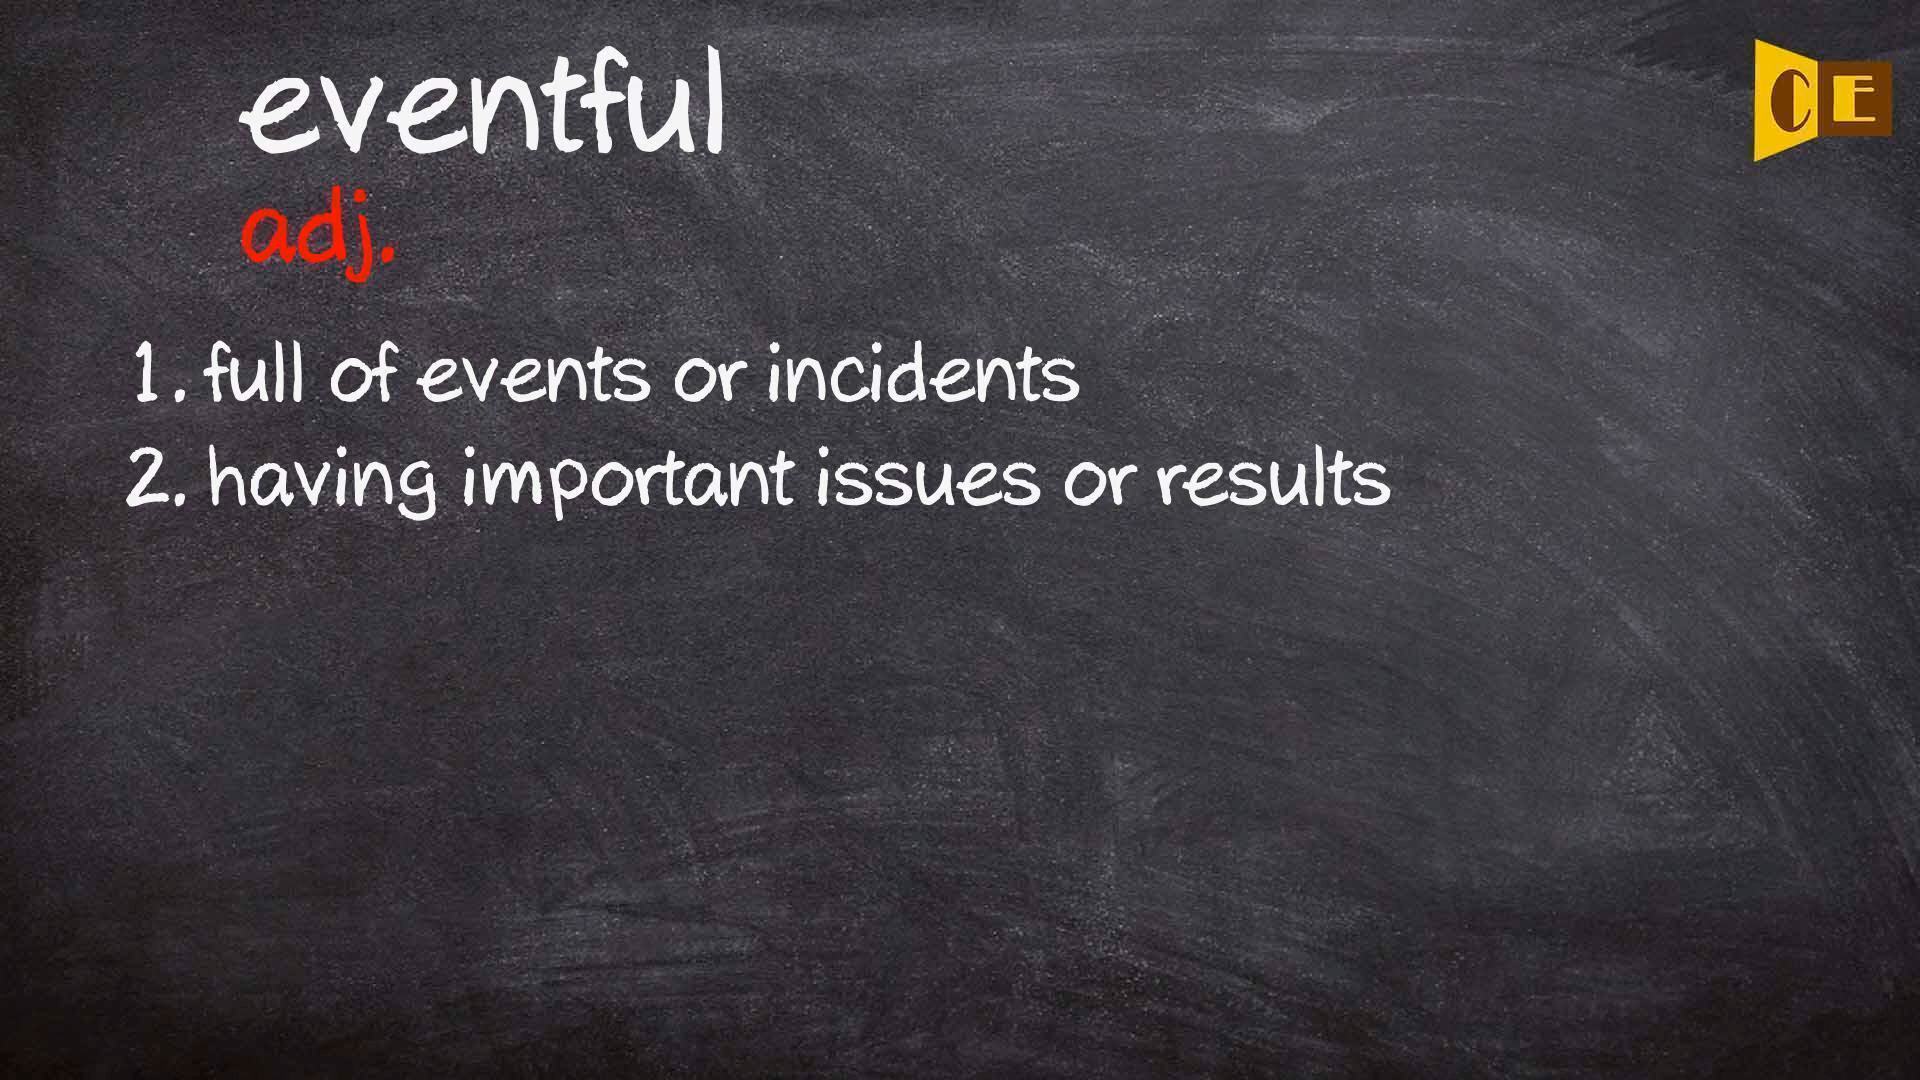 eventful
CE
adj.
1. full of events or incidents
2. having important issues or results